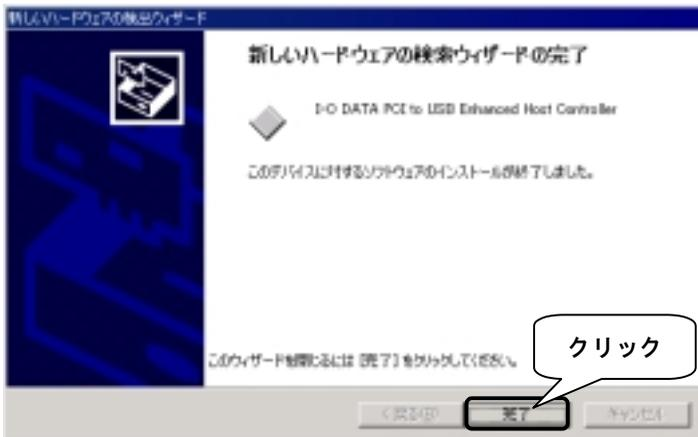 新しいハードウェアの検出ウィザード
新しいハードウェアの検索ウィザードの完了
I-O DATA PCI to USB Enhanced Host Controller
このデバイスに対するソフトウェアのインストールが終了しました。
このウィザードを閉じるには [完了] をクリックしてください。
クリック
< 戻る(B)
完了
キャンセル